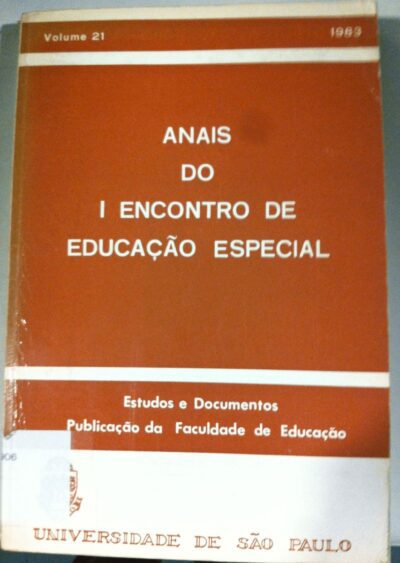 Volume 21
1983
ANAIS
DO
I ENCONTRO DE
EDUCAÇÃO ESPECIAL
Estudos e Documentos
Publicação da Faculdade de Educação
906
UNIVERSIDADE DE SÃO PAULO